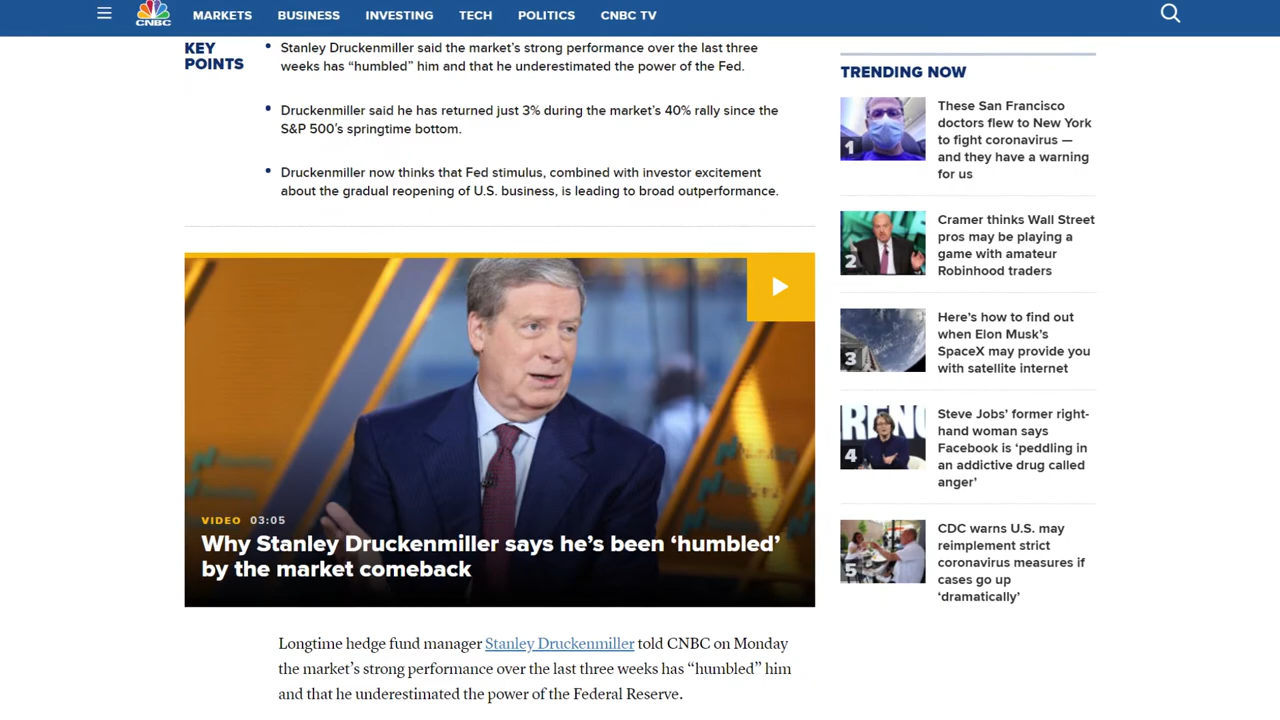 CNBC
MARKETS
BUSINESS
INVESTING
TECH
POLITICS
CNBC TV
KEY
POINTS
Stanley Druckenmiller said the market’s strong performance over the last three
weeks has “humbled” him and that he underestimated the power of the Fed.
Druckenmiller said he has returned just 3% during the market’s 40% rally since the
S&P 500’s springtime bottom.
Druckenmiller now thinks that Fed stimulus, combined with investor excitement
about the gradual reopening of U.S. business, is leading to broad outperformance.
VIDEO 03:05
Why Stanley Druckenmiller says he’s been ‘humbled’
by the market comeback
Longtime hedge fund manager Stanley Druckenmiller told CNBC on Monday
the market’s strong performance over the last three weeks has “humbled” him
and that he underestimated the power of the Federal Reserve.
TRENDING NOW
1
These San Francisco
doctors flew to New York
to fight coronavirus —
and they have a warning
for us
2
Cramer thinks Wall Street
pros may be playing a
game with amateur
Robinhood traders
3
Here’s how to find out
when Elon Musk’s
SpaceX may provide you
with satellite internet
4
Steve Jobs’ former right-
hand woman says
Facebook is ‘peddling in
an addictive drug called
anger’
5
CDC warns U.S. may
reimplement strict
coronavirus measures if
cases go up
‘dramatically’